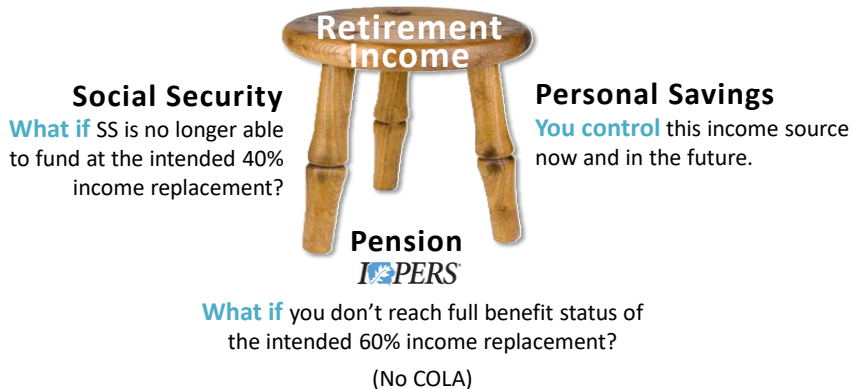 Retirement
Income
Social Security
What if SS is no longer able
to fund at the intended 40%
income replacement?
Personal Savings
You control this income source
now and in the future.
Pension
IPERS
What if you don't reach full benefit status of
the intended 60% income replacement?
(No COLA)